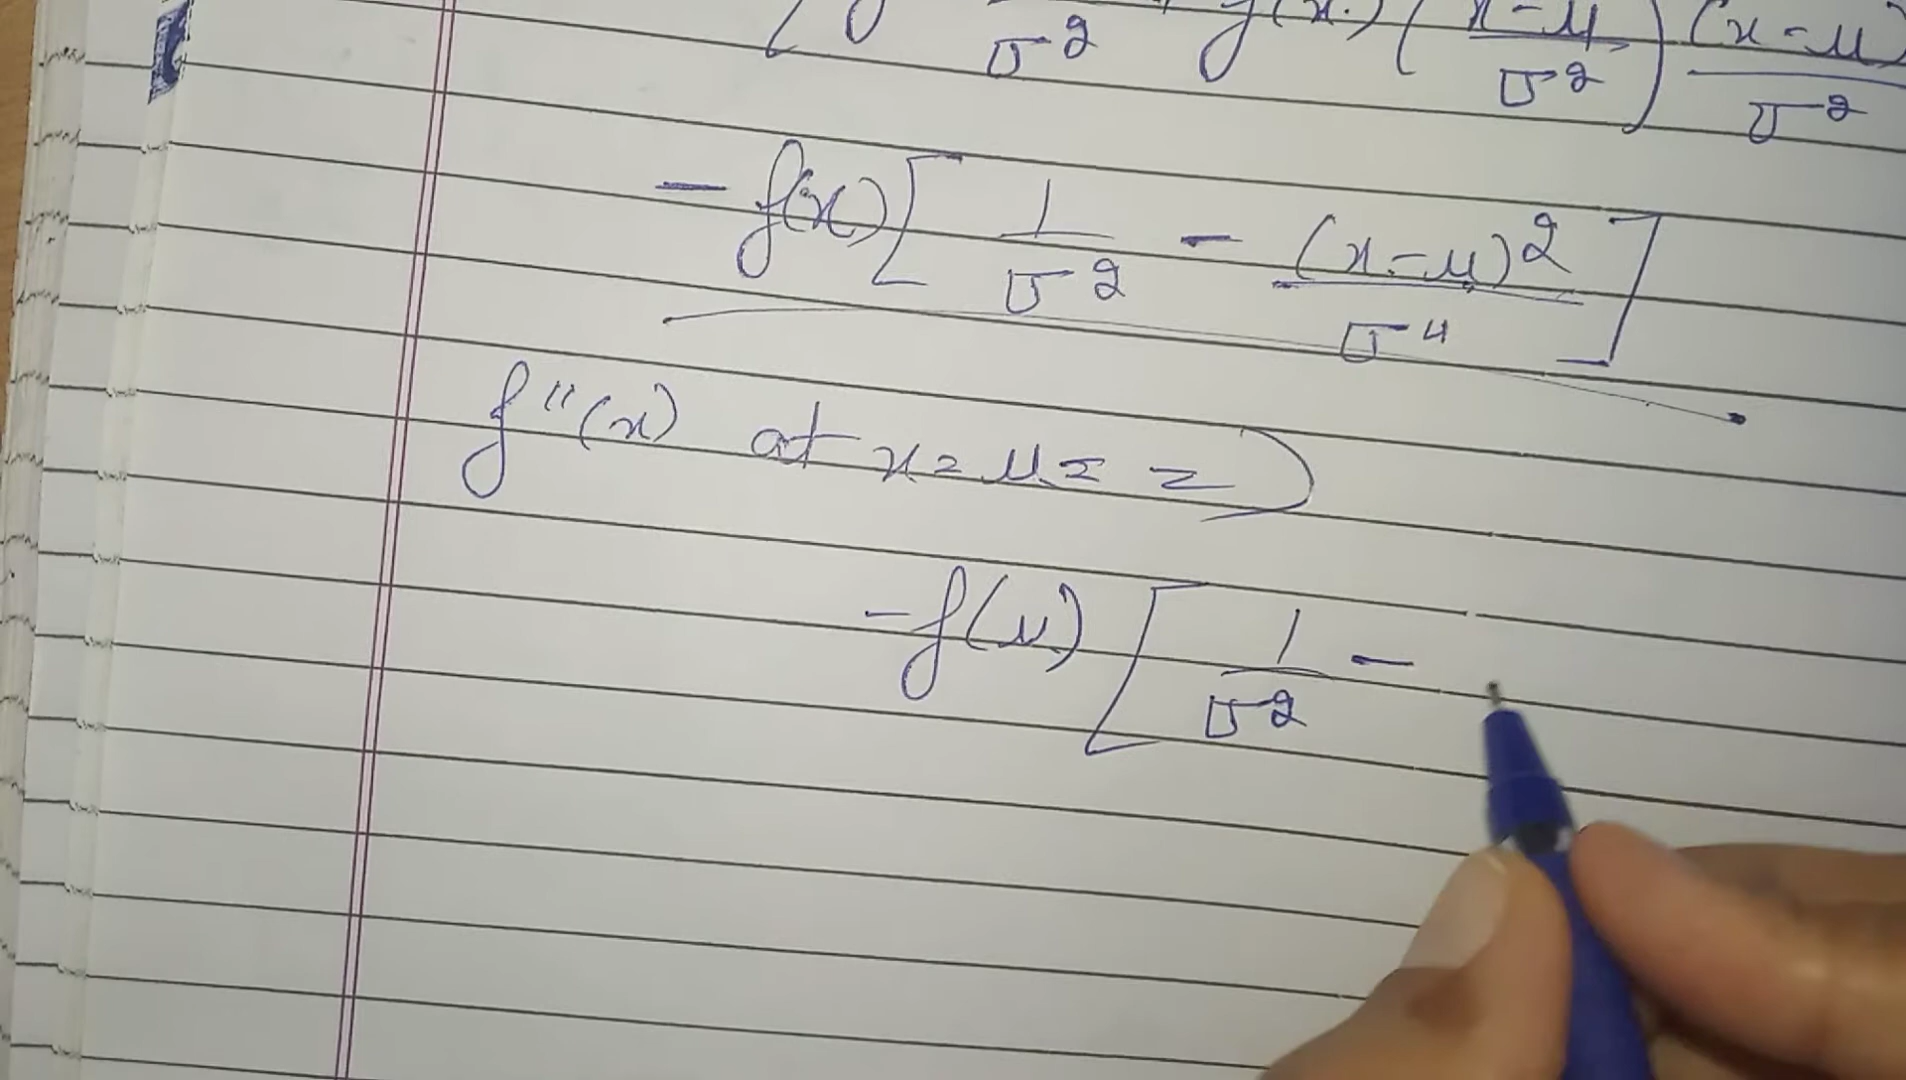 σ² f(x) (x-μ/σ²) (x-μ)/σ²
- f(x) [ 1/σ² - (x-μ)²/σ⁴ ]
f''(x) at x = μ = =)
-f(μ) [ 1/σ² -